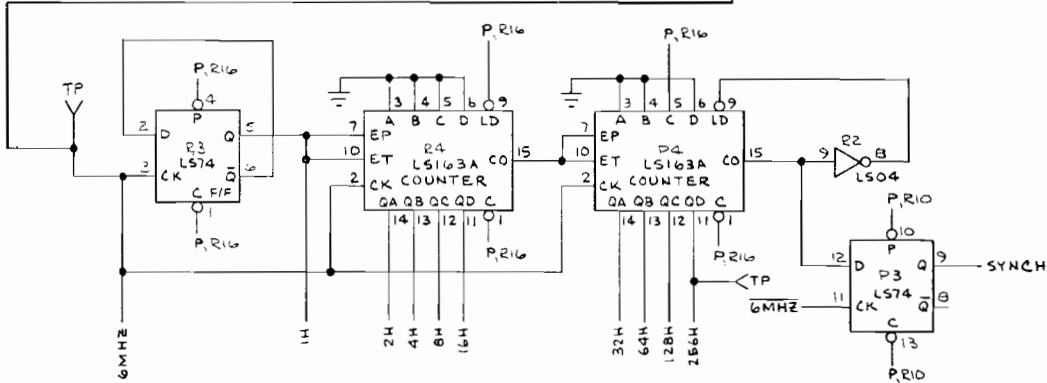 P,R16
P,R16
TP
P,R16
4
3 4 5 6 9
3 4 5 6 9
P
A B C D LD
A B C D LD
2 D Q 5
7 EP
7 EP
R2
R3
R4
P4
LS74
10 ET LS163A CO 15
10 ET LS163A CO 15
9 8
3 CK Q̅ 6
2 CK COUNTER
2 CK COUNTER
LS04
C F/F
QA QB QC QD C
QA QB QC QD C
1
14 13 12 11 1
14 13 12 11 1
P,R10
P,R16
P,R16
P,R16
10
P
12 D Q 9 SYNCH
P3
TP
LS74
6MHZ
11 CK Q̅ 8
C
13
P,R10
6MHZ
1H
2H
4H
8H
16H
32H
64H
128H
256H